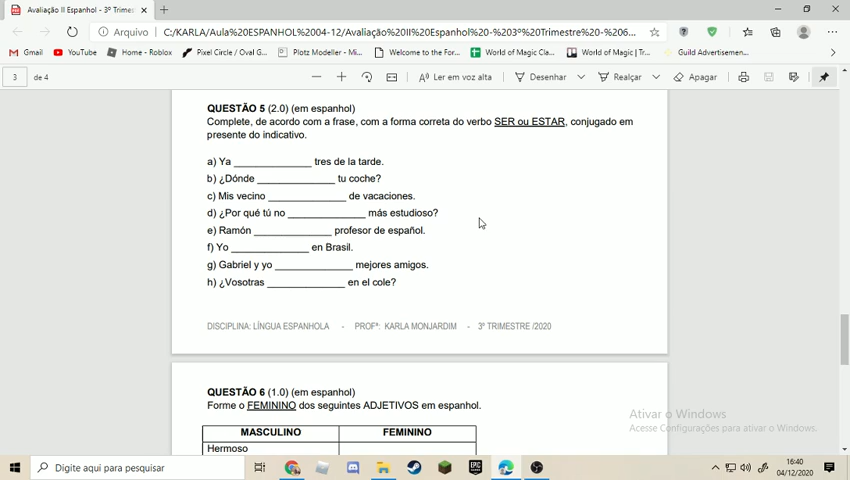 Avaliação II Espanhol - 3º Trimest
Arquivo | C:/KARLA/Aula%20ESPANHOL%2004-12/Avaliação%20II%20Espanhol%20-%203º%20Trimestre%20-%206...
Gmail YouTube Home - Roblox Pixel Circle / Oval G... Plotz Modeller - Mi... Welcome to the For... World of Magic Cla... World of Magic | Tr... Guild Advertisemen...
3 de 4 Ler em voz alta Desenhar Realçar Apagar
QUESTÃO 5 (2.0) (em espanhol)
Complete, de acordo com a frase, com a forma correta do verbo SER ou ESTAR, conjugado em
presente do indicativo.
a) Ya ______________ tres de la tarde.
b) ¿Dónde ______________ tu coche?
c) Mis vecino ______________ de vacaciones.
d) ¿Por qué tú no ______________ más estudioso?
e) Ramón ______________ profesor de español.
f) Yo ______________ en Brasil.
g) Gabriel y yo ______________ mejores amigos.
h) ¿Vosotras ______________ en el cole?
DISCIPLINA: LÍNGUA ESPANHOLA - PROFª: KARLA MONJARDIM - 3º TRIMESTRE /2020
QUESTÃO 6 (1.0) (em espanhol)
Forme o FEMININO dos seguintes ADJETIVOS em espanhol.
MASCULINO FEMININO
Hermoso
Ativar o Windows
Acesse Configurações para ativar o Windows.
Digite aqui para pesquisar
EPIC
16:40
04/12/2020